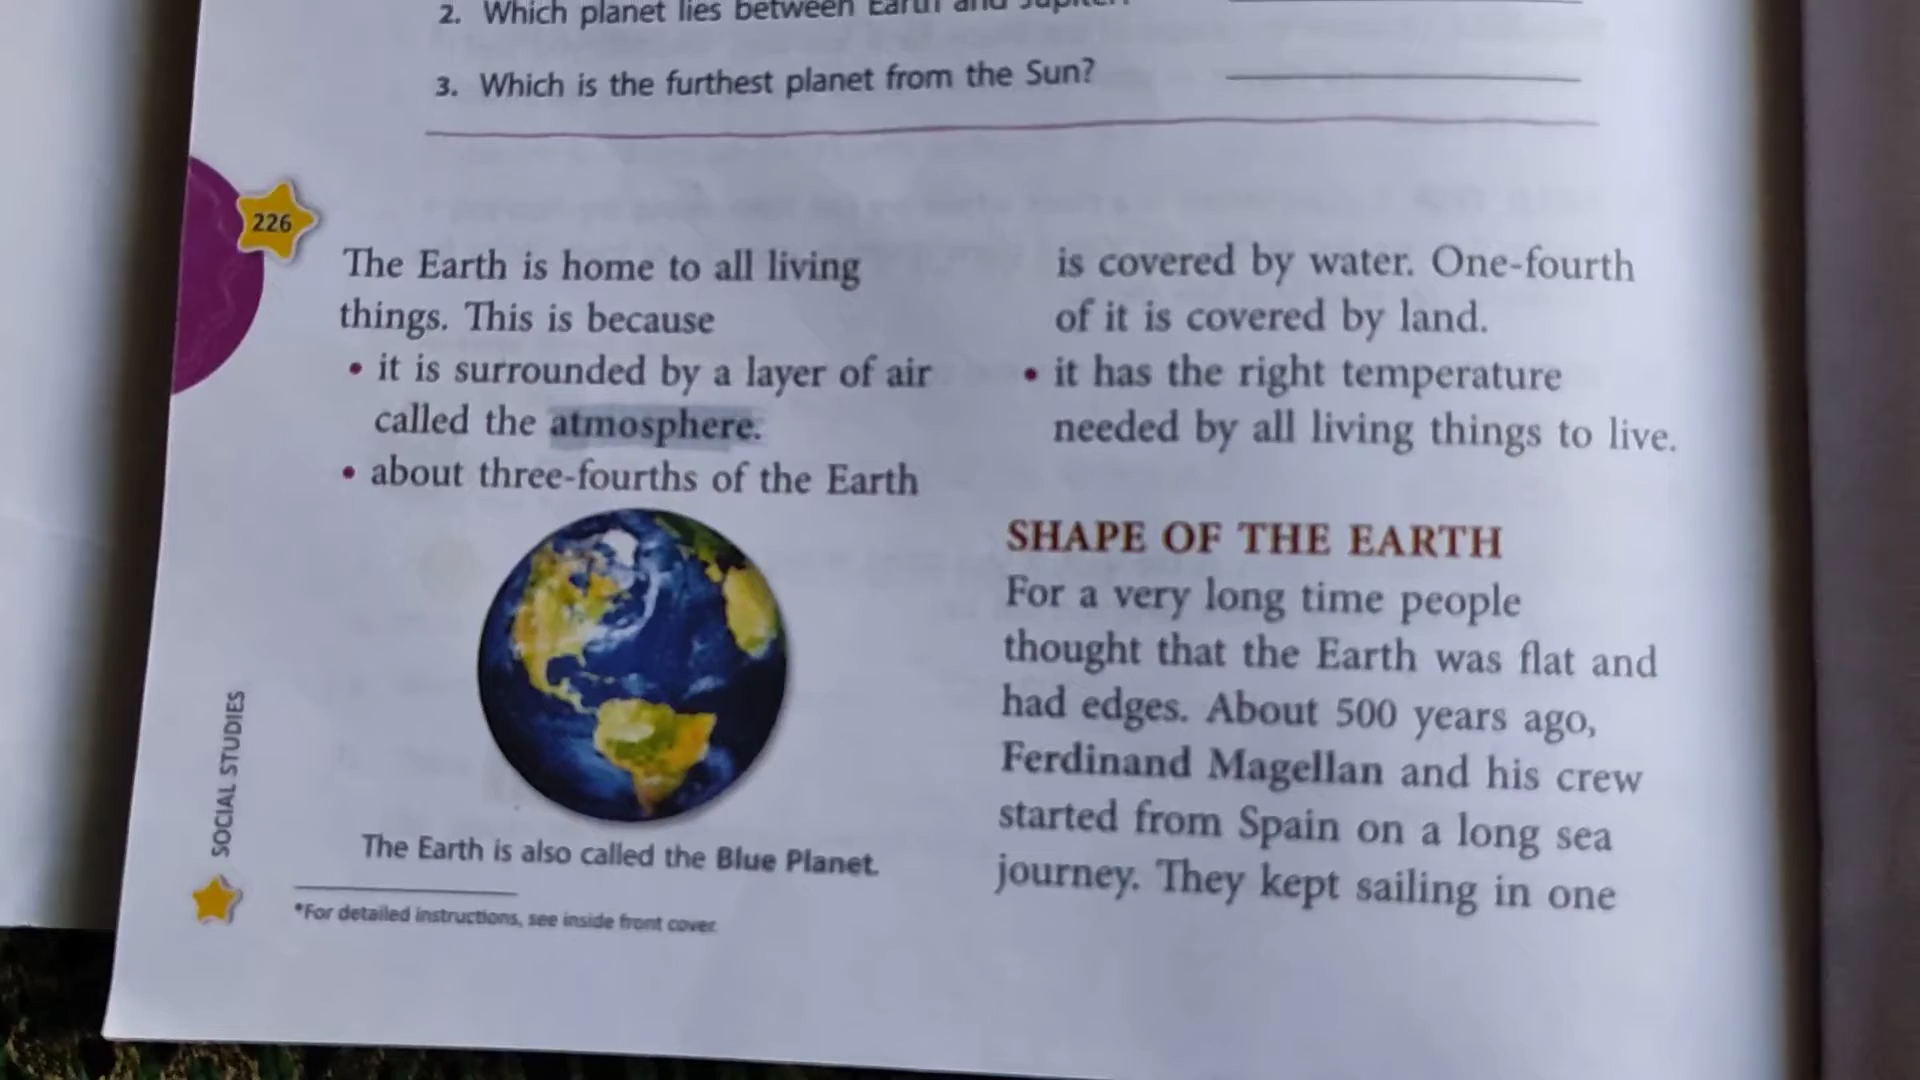 2. Which planet lies between Earth and Jupiter?
3. Which is the furthest planet from the Sun?
226
The Earth is home to all living
things. This is because
• it is surrounded by a layer of air
called the atmosphere.
• about three-fourths of the Earth
is covered by water. One-fourth
of it is covered by land.
• it has the right temperature
needed by all living things to live.
The Earth is also called the Blue Planet.
*For detailed instructions, see inside front cover.
SHAPE OF THE EARTH
For a very long time people
thought that the Earth was flat and
had edges. About 500 years ago,
Ferdinand Magellan and his crew
started from Spain on a long sea
journey. They kept sailing in one
SOCIAL STUDIES